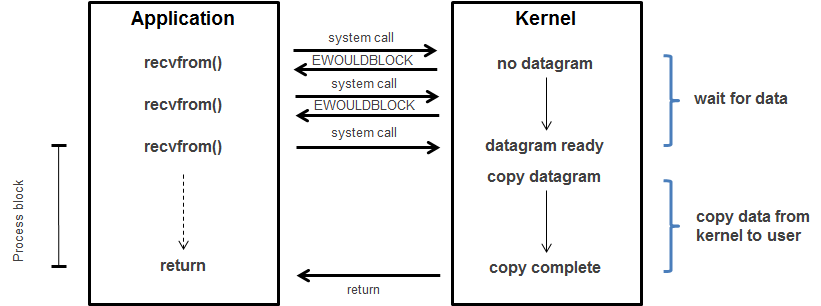 Application
Kernel
system call
recvfrom()
EWOULDBLOCK
no datagram
system call
wait for data
recvfrom()
EWOULDBLOCK
system call
recvfrom()
datagram ready
copy datagram
Process block
copy data from
kernel to user
return
copy complete
return